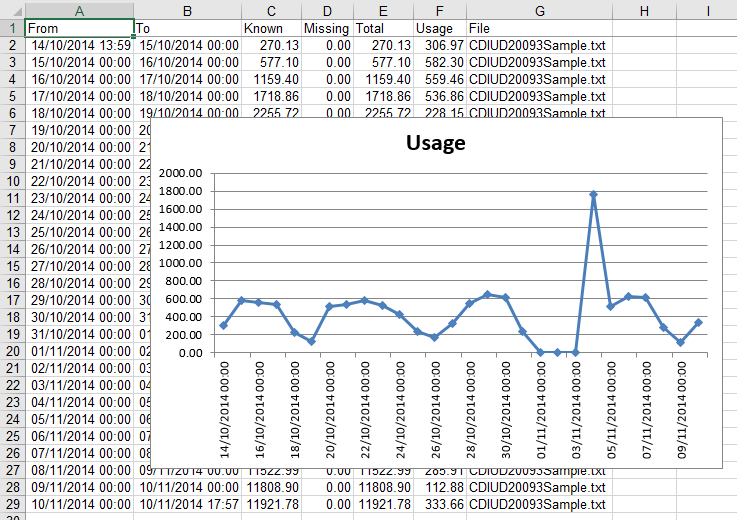 A B C D E F G H I
1 From To Known Missing Total Usage File
2 14/10/2014 13:59 15/10/2014 00:00 270.13 0.00 270.13 306.97 CDIUD20093Sample.txt
3 15/10/2014 00:00 16/10/2014 00:00 577.10 0.00 577.10 582.30 CDIUD20093Sample.txt
4 16/10/2014 00:00 17/10/2014 00:00 1159.40 0.00 1159.40 559.46 CDIUD20093Sample.txt
5 17/10/2014 00:00 18/10/2014 00:00 1718.86 0.00 1718.86 536.86 CDIUD20093Sample.txt
6 18/10/2014 00:00 19/10/2014 00:00 2255.72 0.00 2255.72 228.15 CDIUD20093Sample.txt
7 19/10/2014 00:00 20
8 20/10/2014 00:00 21
9 21/10/2014 00:00 22
10 22/10/2014 00:00 23
11 23/10/2014 00:00 24
12 24/10/2014 00:00 25
13 25/10/2014 00:00 26
14 26/10/2014 00:00 27
15 27/10/2014 00:00 28
16 28/10/2014 00:00 29
17 29/10/2014 00:00 30
18 30/10/2014 00:00 31
19 31/10/2014 00:00 01
20 01/11/2014 00:00 02
21 02/11/2014 00:00 03
22 03/11/2014 00:00 04
23 04/11/2014 00:00 05
24 05/11/2014 00:00 06
25 06/11/2014 00:00 07
26 07/11/2014 00:00 08
27 08/11/2014 00:00 09/11/2014 00:00 11522.99 0.00 11522.99 285.91 CDIUD20093Sample.txt
28 09/11/2014 00:00 10/11/2014 00:00 11808.90 0.00 11808.90 112.88 CDIUD20093Sample.txt
29 10/11/2014 00:00 10/11/2014 17:57 11921.78 0.00 11921.78 333.66 CDIUD20093Sample.txt
Usage
2000.00
1800.00
1600.00
1400.00
1200.00
1000.00
800.00
600.00
400.00
200.00
0.00
14/10/2014 00:00
16/10/2014 00:00
18/10/2014 00:00
20/10/2014 00:00
22/10/2014 00:00
24/10/2014 00:00
26/10/2014 00:00
28/10/2014 00:00
30/10/2014 00:00
01/11/2014 00:00
03/11/2014 00:00
05/11/2014 00:00
07/11/2014 00:00
09/11/2014 00:00